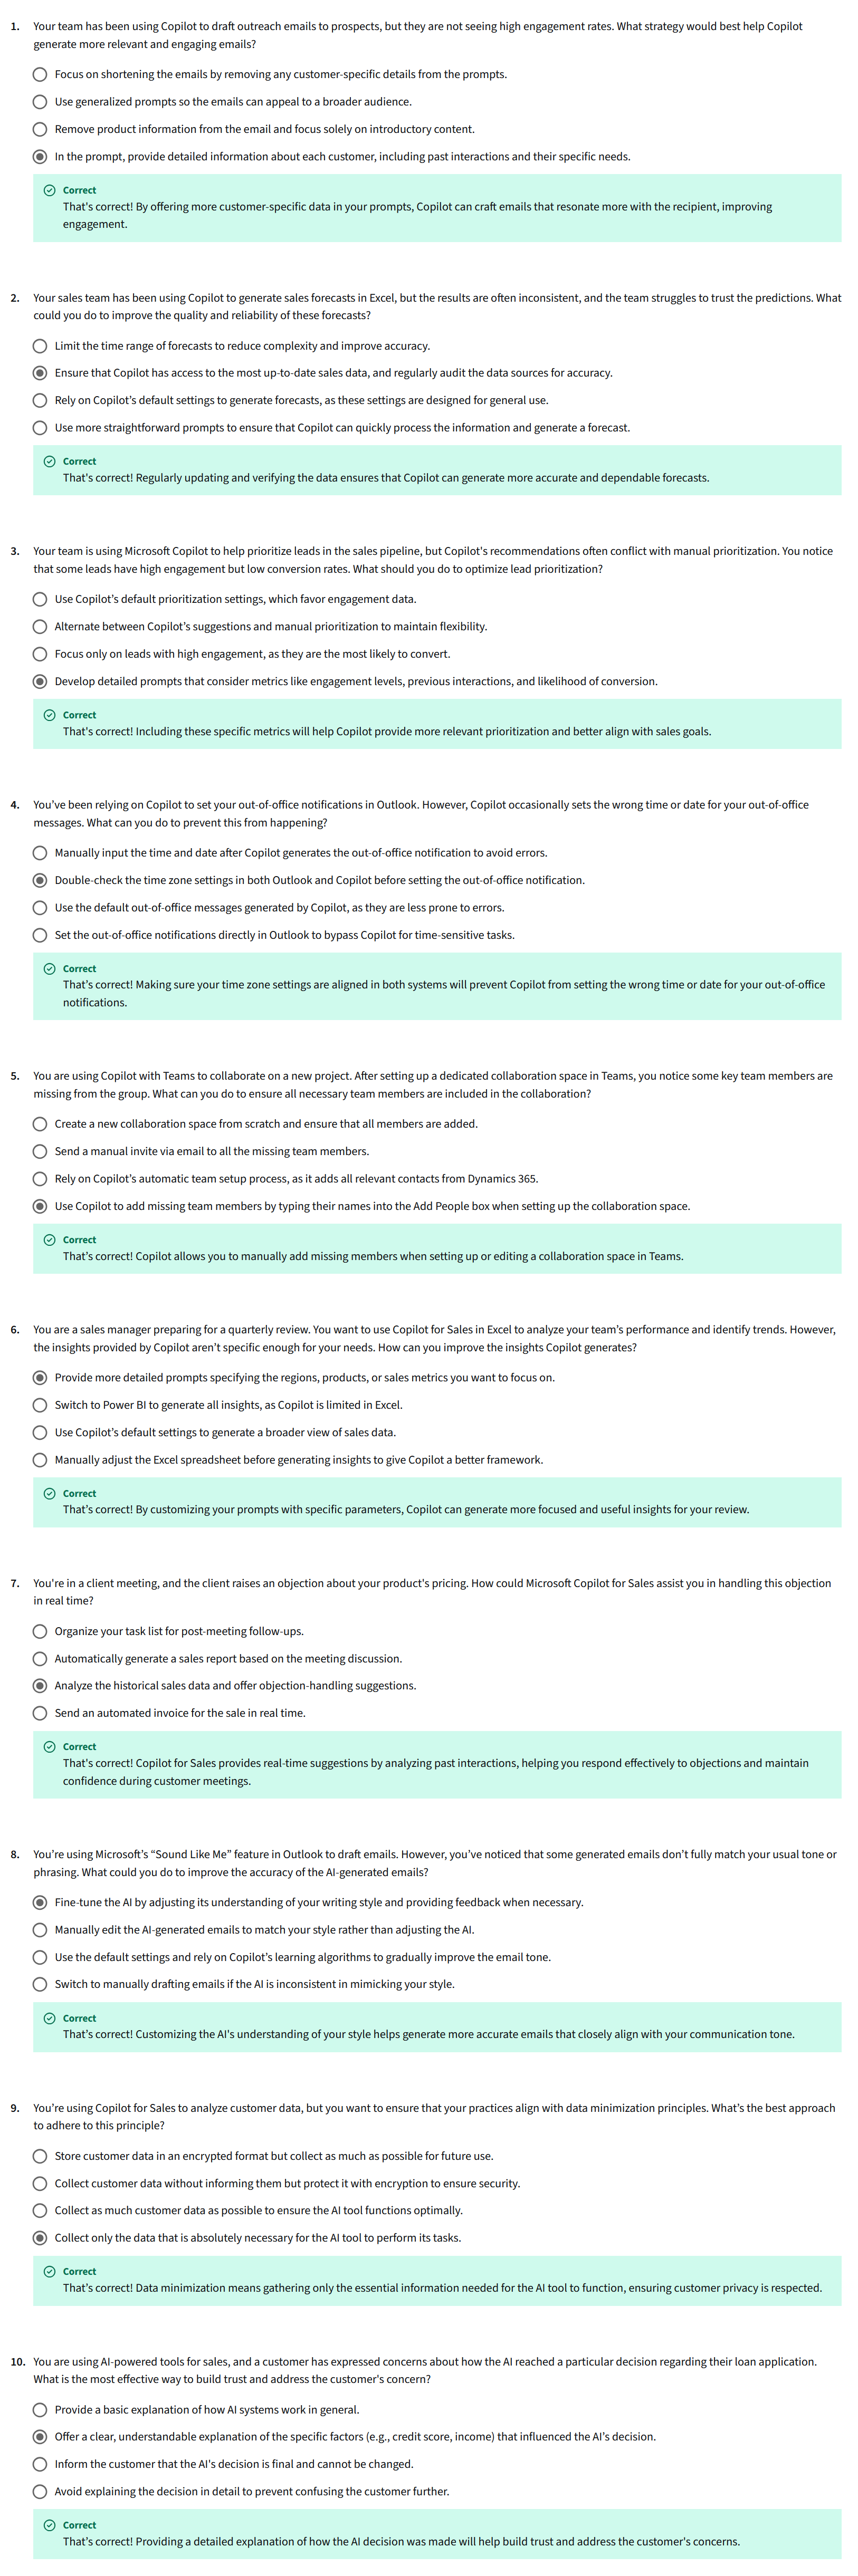 1. Your team has been using Copilot to draft outreach emails to prospects, but they are not seeing high engagement rates. What strategy would best help Copilot
generate more relevant and engaging emails?
Focus on shortening the emails by removing any customer-specific details from the prompts.
Use generalized prompts so the emails can appeal to a broader audience.
Remove product information from the email and focus solely on introductory content.
In the prompt, provide detailed information about each customer, including past interactions and their specific needs.
Correct
That's correct! By offering more customer-specific data in your prompts, Copilot can craft emails that resonate more with the recipient, improving
engagement.
2. Your sales team has been using Copilot to generate sales forecasts in Excel, but the results are often inconsistent, and the team struggles to trust the predictions. What
could you do to improve the quality and reliability of these forecasts?
Limit the time range of forecasts to reduce complexity and improve accuracy.
Ensure that Copilot has access to the most up-to-date sales data, and regularly audit the data sources for accuracy.
Rely on Copilot's default settings to generate forecasts, as these settings are designed for general use.
Use more straightforward prompts to ensure that Copilot can quickly process the information and generate a forecast.
Correct
That's correct! Regularly updating and verifying the data ensures that Copilot can generate more accurate and dependable forecasts.
3. Your team is using Microsoft Copilot to help prioritize leads in the sales pipeline, but Copilot's recommendations often conflict with manual prioritization. You notice
that some leads have high engagement but low conversion rates. What should you do to optimize lead prioritization?
Use Copilot's default prioritization settings, which favor engagement data.
Alternate between Copilot's suggestions and manual prioritization to maintain flexibility.
Focus only on leads with high engagement, as they are the most likely to convert.
Develop detailed prompts that consider metrics like engagement levels, previous interactions, and likelihood of conversion.
Correct
That's correct! Including these specific metrics will help Copilot provide more relevant prioritization and better align with sales goals.
4. You've been relying on Copilot to set your out-of-office notifications in Outlook. However, Copilot occasionally sets the wrong time or date for your out-of-office
messages. What can you do to prevent this from happening?
Manually input the time and date after Copilot generates the out-of-office notification to avoid errors.
Double-check the time zone settings in both Outlook and Copilot before setting the out-of-office notification.
Use the default out-of-office messages generated by Copilot, as they are less prone to errors.
Set the out-of-office notifications directly in Outlook to bypass Copilot for time-sensitive tasks.
Correct
That's correct! Making sure your time zone settings are aligned in both systems will prevent Copilot from setting the wrong time or date for your out-of-office
notifications.
5. You are using Copilot with Teams to collaborate on a new project. After setting up a dedicated collaboration space in Teams, you notice some key team members are
missing from the group. What can you do to ensure all necessary team members are included in the collaboration?
Create a new collaboration space from scratch and ensure that all members are added.
Send a manual invite via email to all the missing team members.
Rely on Copilot's automatic team setup process, as it adds all relevant contacts from Dynamics 365.
Use Copilot to add missing team members by typing their names into the Add People box when setting up the collaboration space.
Correct
That's correct! Copilot allows you to manually add missing members when setting up or editing a collaboration space in Teams.
6. You are a sales manager preparing for a quarterly review. You want to use Copilot for Sales in Excel to analyze your team's performance and identify trends. However,
the insights provided by Copilot aren't specific enough for your needs. How can you improve the insights Copilot generates?
Provide more detailed prompts specifying the regions, products, or sales metrics you want to focus on.
Switch to Power BI to generate all insights, as Copilot is limited in Excel.
Use Copilot's default settings to generate a broader view of sales data.
Manually adjust the Excel spreadsheet before generating insights to give Copilot a better framework.
Correct
That's correct! By customizing your prompts with specific parameters, Copilot can generate more focused and useful insights for your review.
7. You're in a client meeting, and the client raises an objection about your product's pricing. How could Microsoft Copilot for Sales assist you in handling this objection
in real time?
Organize your task list for post-meeting follow-ups.
Automatically generate a sales report based on the meeting discussion.
Analyze the historical sales data and offer objection-handling suggestions.
Send an automated invoice for the sale in real time.
Correct
That's correct! Copilot for Sales provides real-time suggestions by analyzing past interactions, helping you respond effectively to objections and maintain
confidence during customer meetings.
8. You're using Microsoft's “Sound Like Me” feature in Outlook to draft emails. However, you've noticed that some generated emails don't fully match your usual tone or
phrasing. What could you do to improve the accuracy of the AI-generated emails?
Fine-tune the AI by adjusting its understanding of your writing style and providing feedback when necessary.
Manually edit the AI-generated emails to match your style rather than adjusting the AI.
Use the default settings and rely on Copilot's learning algorithms to gradually improve the email tone.
Switch to manually drafting emails if the AI is inconsistent in mimicking your style.
Correct
That's correct! Customizing the AI's understanding of your style helps generate more accurate emails that closely align with your communication tone.
9. You're using Copilot for Sales to analyze customer data, but you want to ensure that your practices align with data minimization principles. What's the best approach
to adhere to this principle?
Store customer data in an encrypted format but collect as much as possible for future use.
Collect customer data without informing them but protect it with encryption to ensure security.
Collect as much customer data as possible to ensure the AI tool functions optimally.
Collect only the data that is absolutely necessary for the AI tool to perform its tasks.
Correct
That's correct! Data minimization means gathering only the essential information needed for the AI tool to function, ensuring customer privacy is respected.
10. You are using AI-powered tools for sales, and a customer has expressed concerns about how the AI reached a particular decision regarding their loan application.
What is the most effective way to build trust and address the customer's concern?
Provide a basic explanation of how AI systems work in general.
Offer a clear, understandable explanation of the specific factors (e.g., credit score, income) that influenced the AI's decision.
Inform the customer that the AI's decision is final and cannot be changed.
Avoid explaining the decision in detail to prevent confusing the customer further.
Correct
That's correct! Providing a detailed explanation of how the AI decision was made will help build trust and address the customer's concerns.